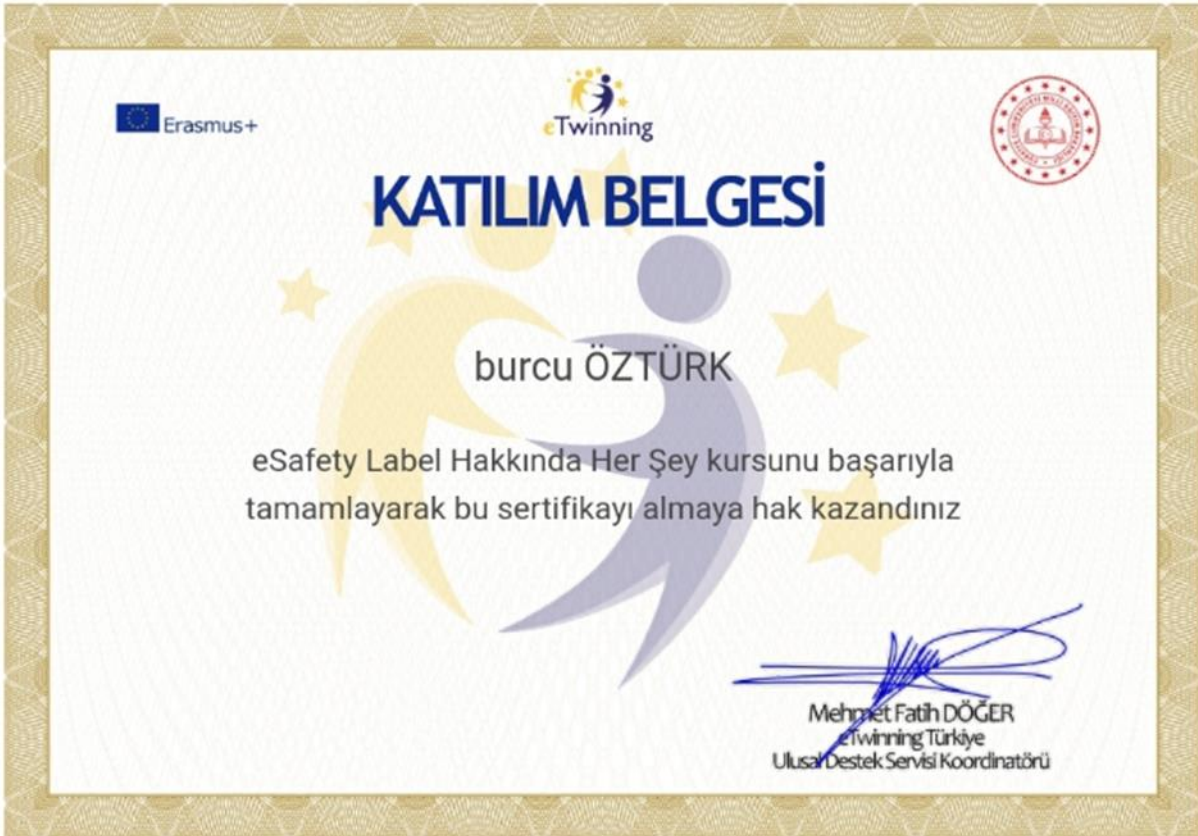 Erasmus+
eTwinning
KATILIM BELGESİ
burcu ÖZTÜRK
eSafety Label Hakkında Her Şey kursunu başarıyla
tamamlayarak bu sertifikayı almaya hak kazandınız
Mehmet Fatih DÖĞER
eTwinning Türkiye
Ulusal Destek Servisi Koordinatörü